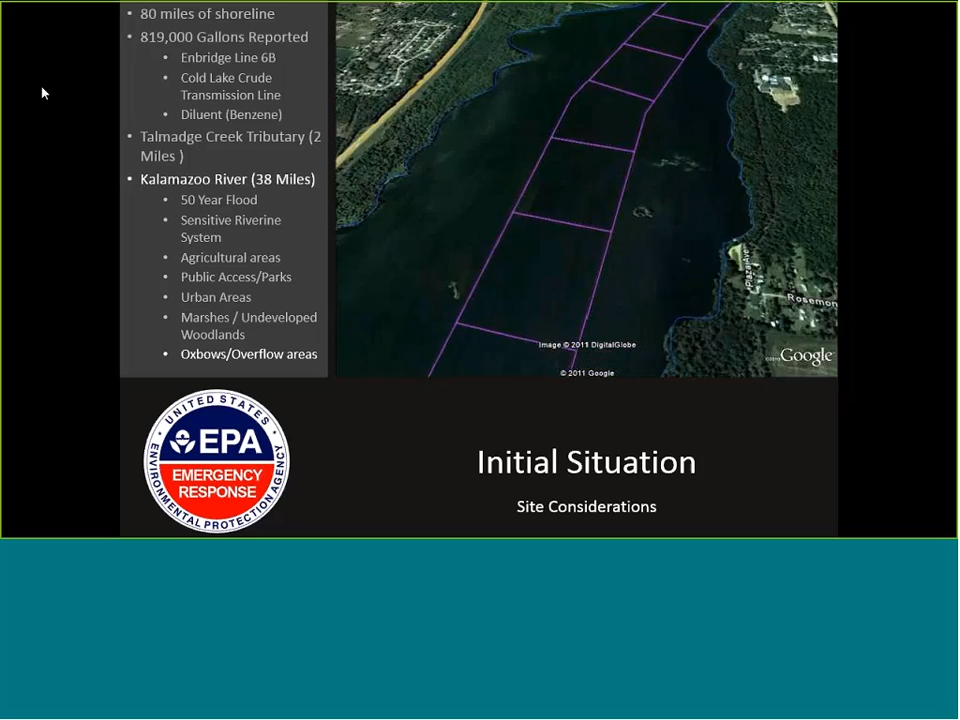 • 80 miles of shoreline
• 819,000 Gallons Reported
• Enbridge Line 6B
• Cold Lake Crude
Transmission Line
• Diluent (Benzene)
• Talmadge Creek Tributary (2
Miles )
• Kalamazoo River (38 Miles)
• 50 Year Flood
• Sensitive Riverine
System
• Agricultural areas
• Public Access/Parks
• Urban Areas
• Marshes / Undeveloped
Woodlands
• Oxbows/Overflow areas
Rosemon
Image © 2011 DigitalGlobe
© 2011 Google
Google
UNITED STATES
EPA
EMERGENCY
RESPONSE
ENVIRONMENTAL PROTECTION AGENCY
Initial Situation
Site Considerations